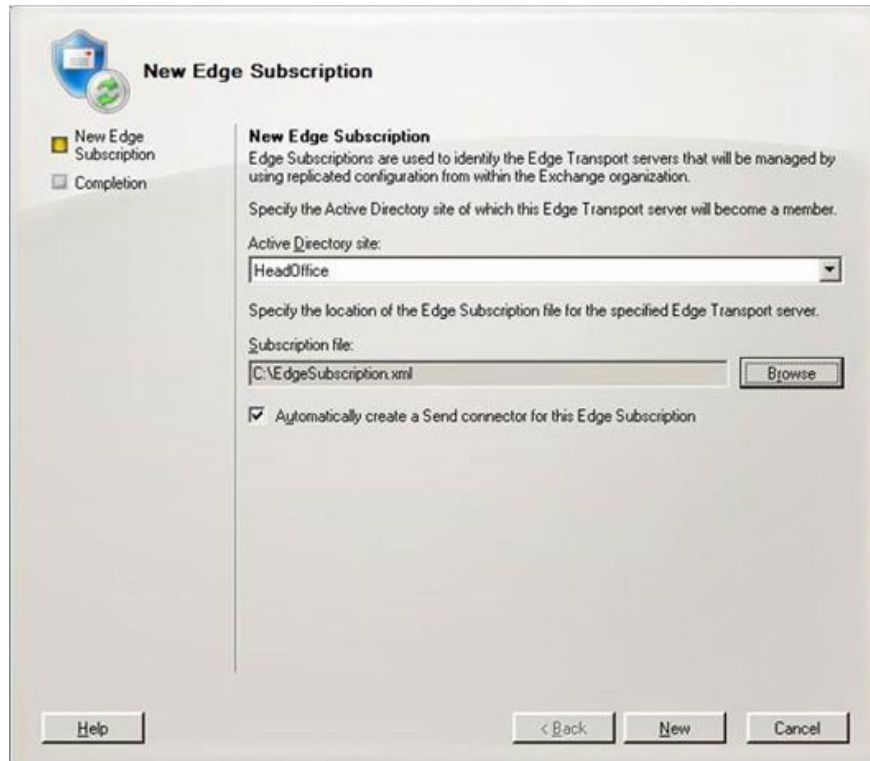 New Edge Subscription
New Edge
Subscription
Completion
New Edge Subscription
Edge Subscriptions are used to identify the Edge Transport servers that will be managed by
using replicated configuration from within the Exchange organization.
Specify the Active Directory site of which this Edge Transport server will become a member.
Active Directory site:
HeadOffice
Specify the location of the Edge Subscription file for the specified Edge Transport server.
Subscription file:
C:\EdgeSubscription.xml
Browse
Automatically create a Send connector for this Edge Subscription
Help
< Back
New
Cancel